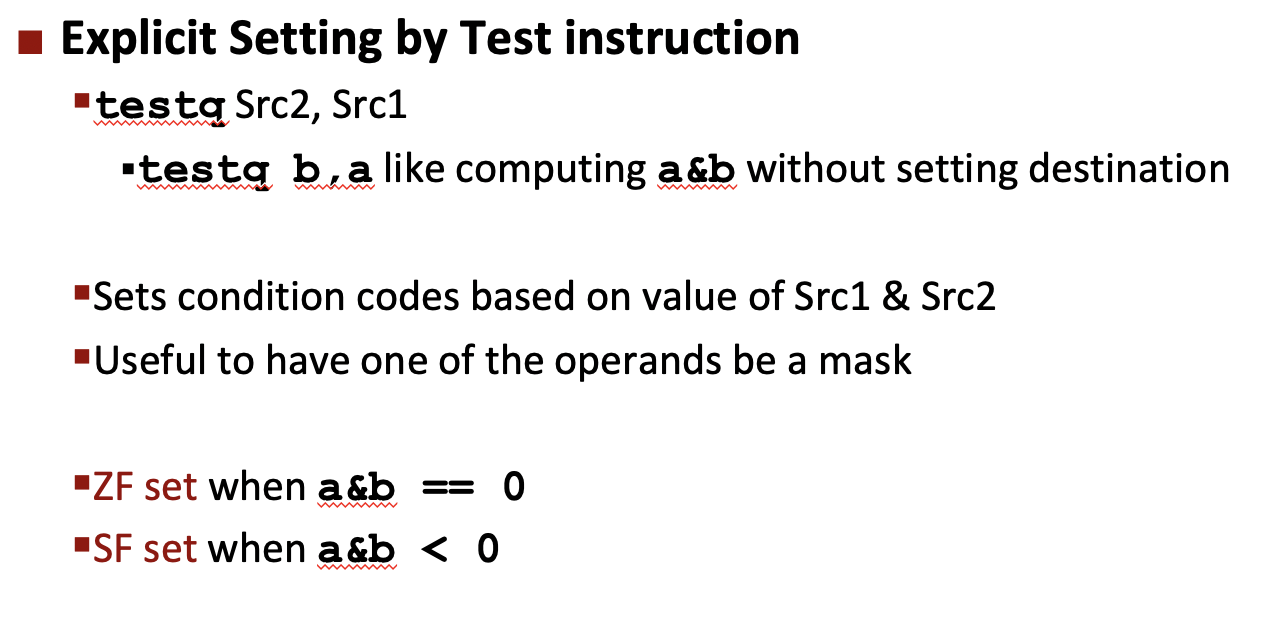 Explicit Setting by Test instruction
testq Src2, Src1
testq b,a like computing a&b without setting destination
Sets condition codes based on value of Src1 & Src2
Useful to have one of the operands be a mask
ZF set when a&b == 0
SF set when a&b < 0